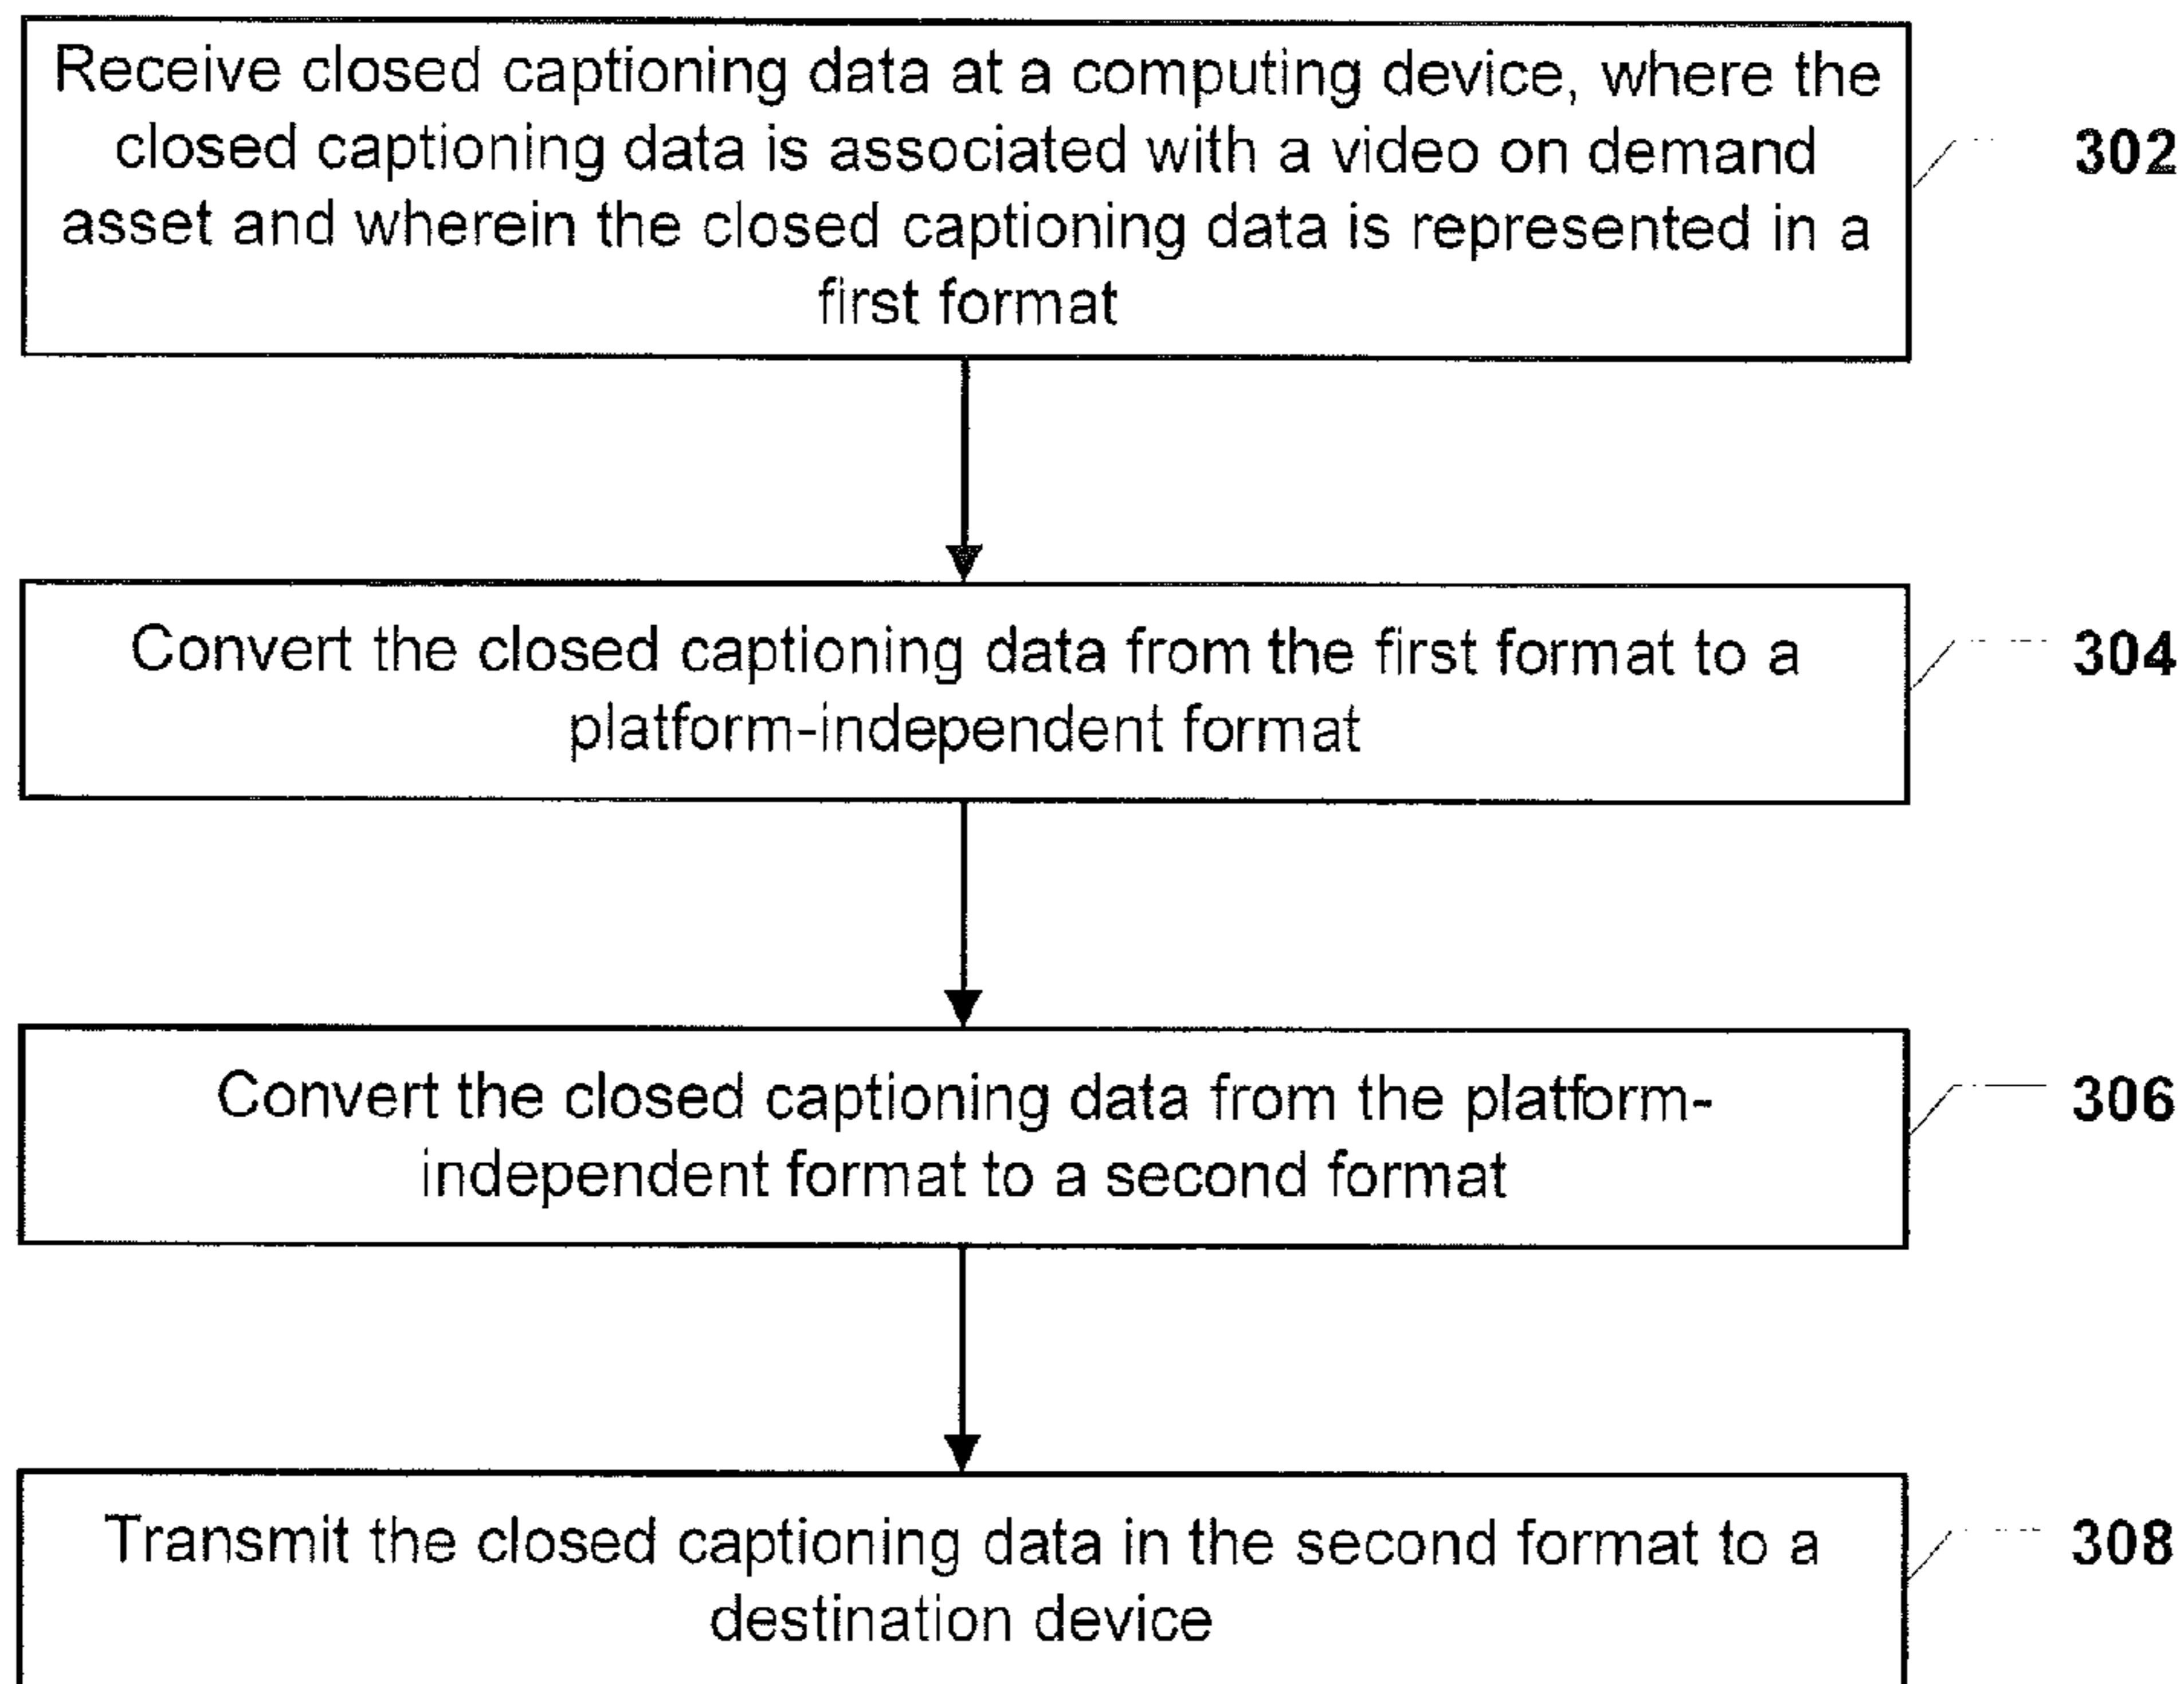 Receive closed captioning data at a computing device, where the
closed captioning data is associated with a video on demand
asset and wherein the closed captioning data is represented in a
first format
302
Convert the closed captioning data from the first format to a
platform-independent format
304
Convert the closed captioning data from the platform-
independent format to a second format
306
Transmit the closed captioning data in the second format to a
destination device
308